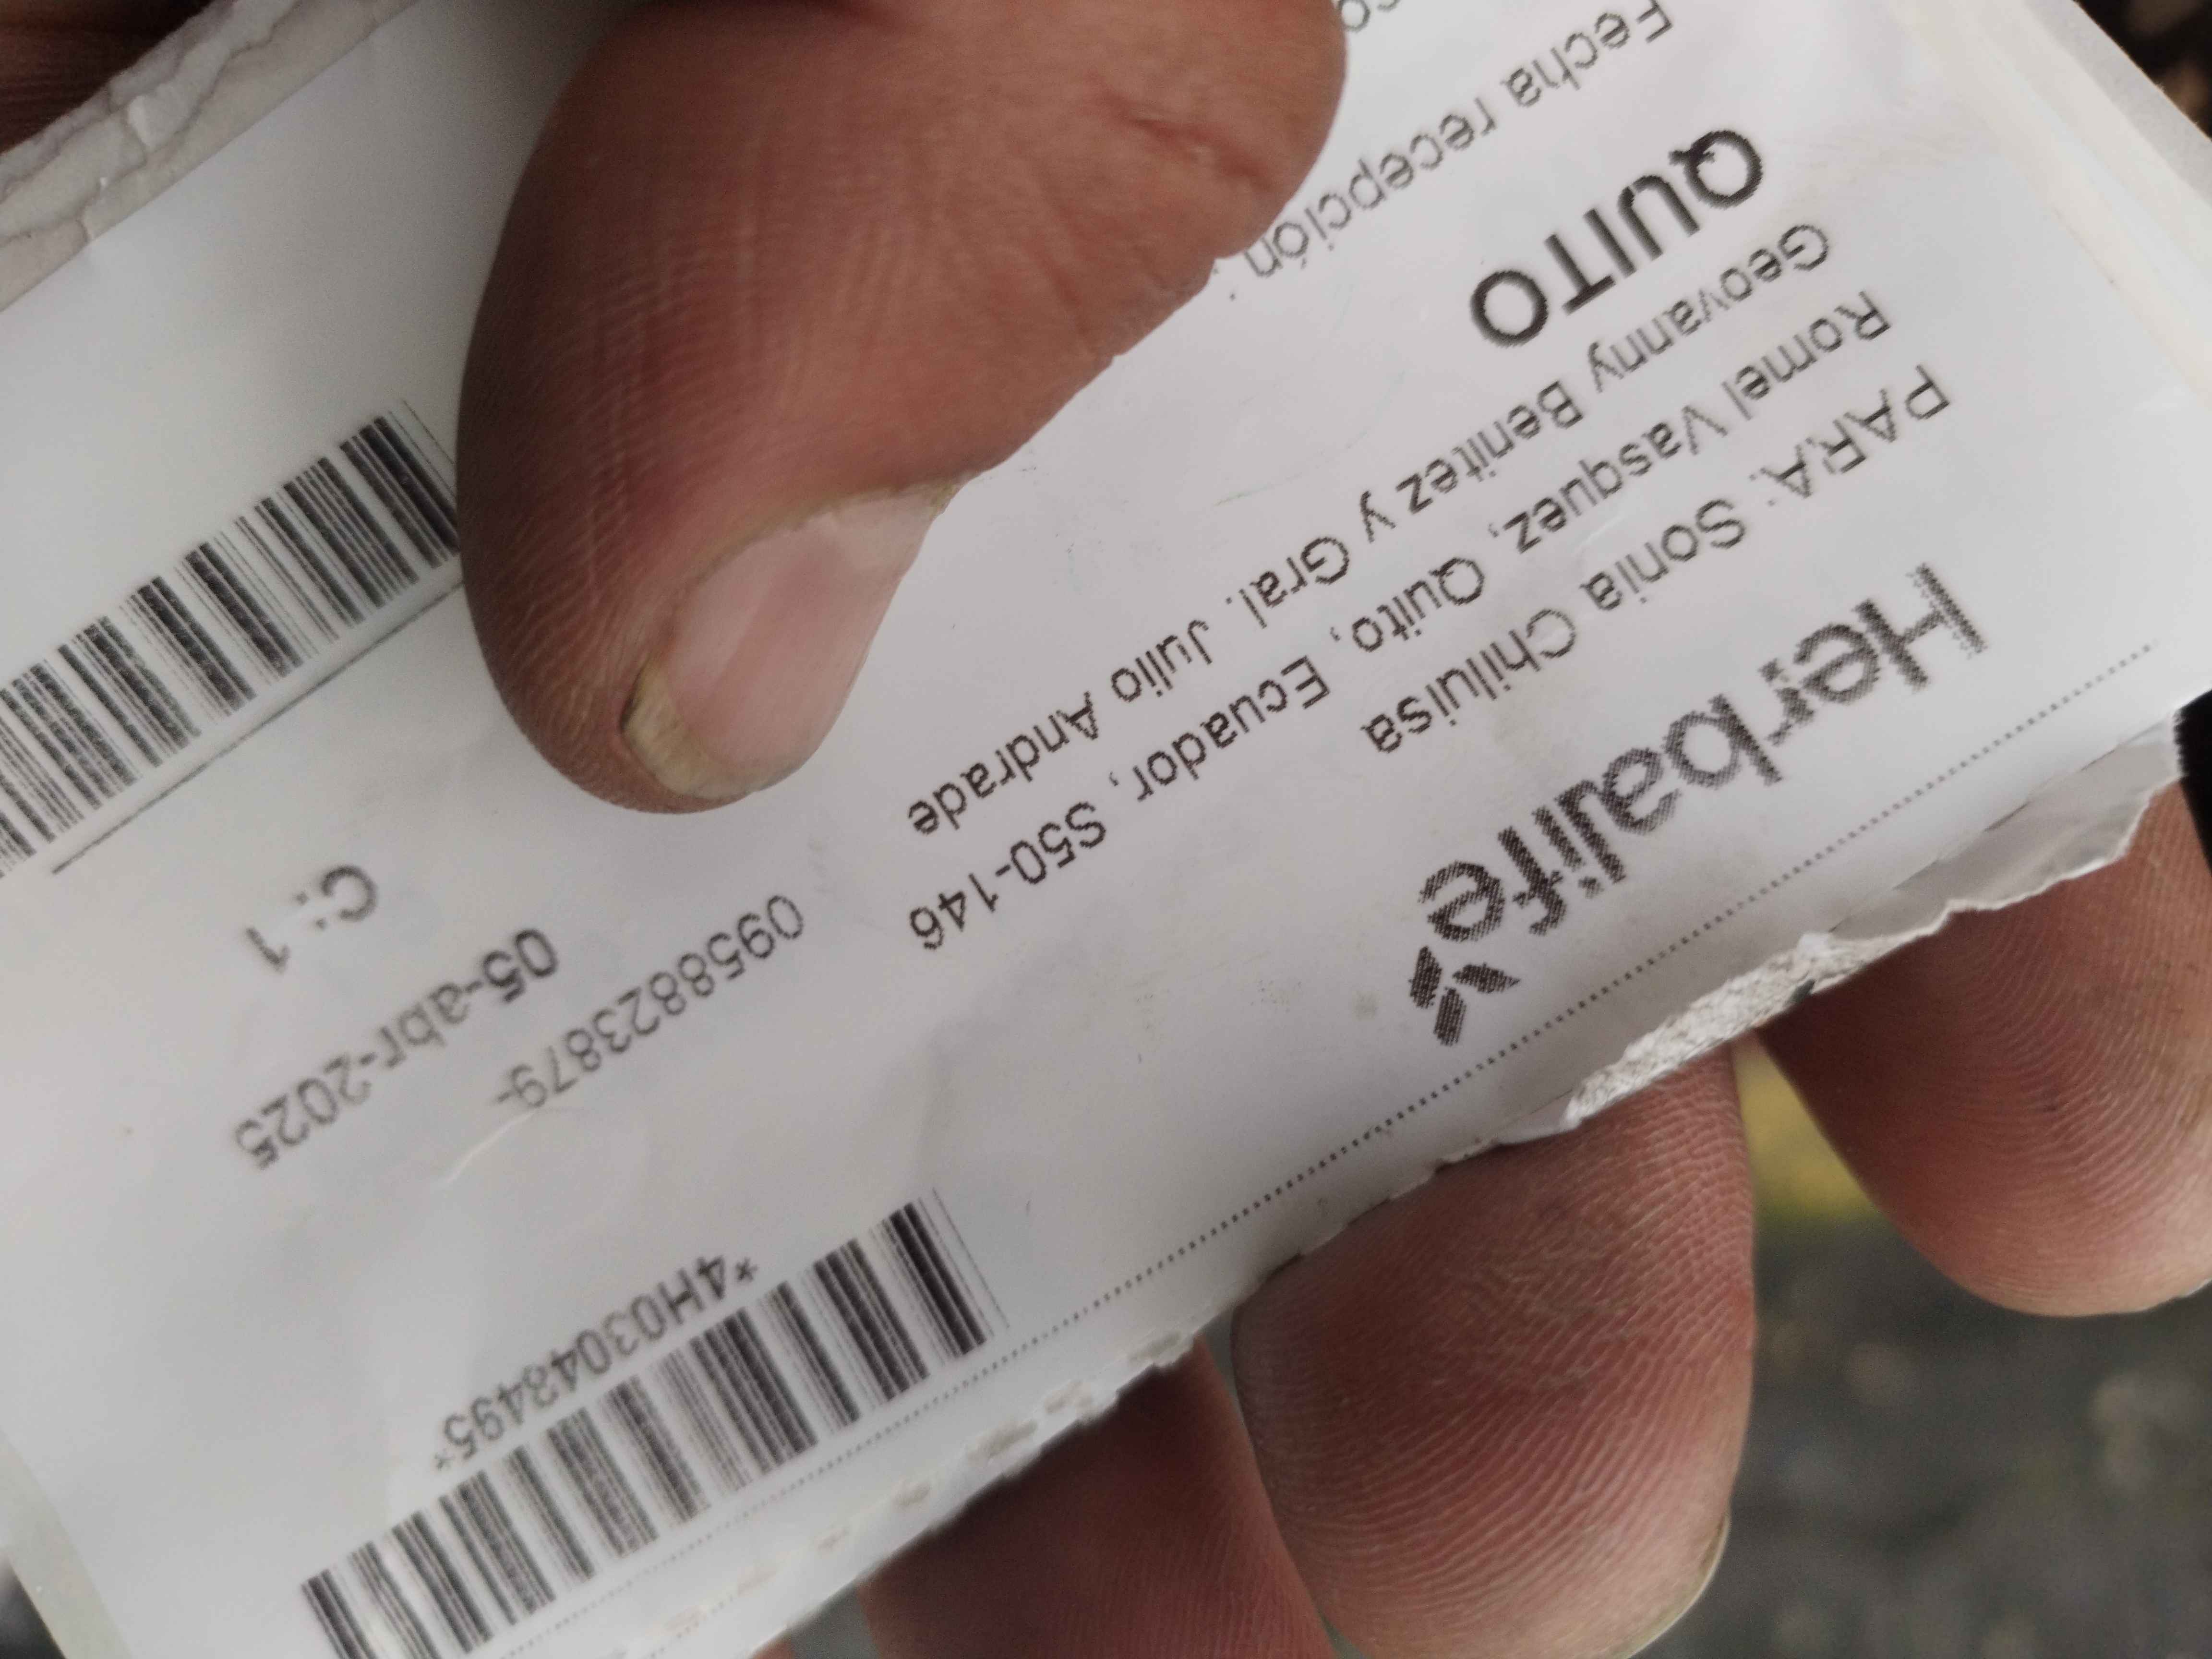 Herbalife
*4H03043495*
PARA: Sonia Chiluisa
Romel Vasquez, Quito, Ecuador, S50-146
0958823879-
Geovanny Benitez y Gral. Julio Andrade
05-abr-2025
QUITO
C: 1
Fecha recepción :